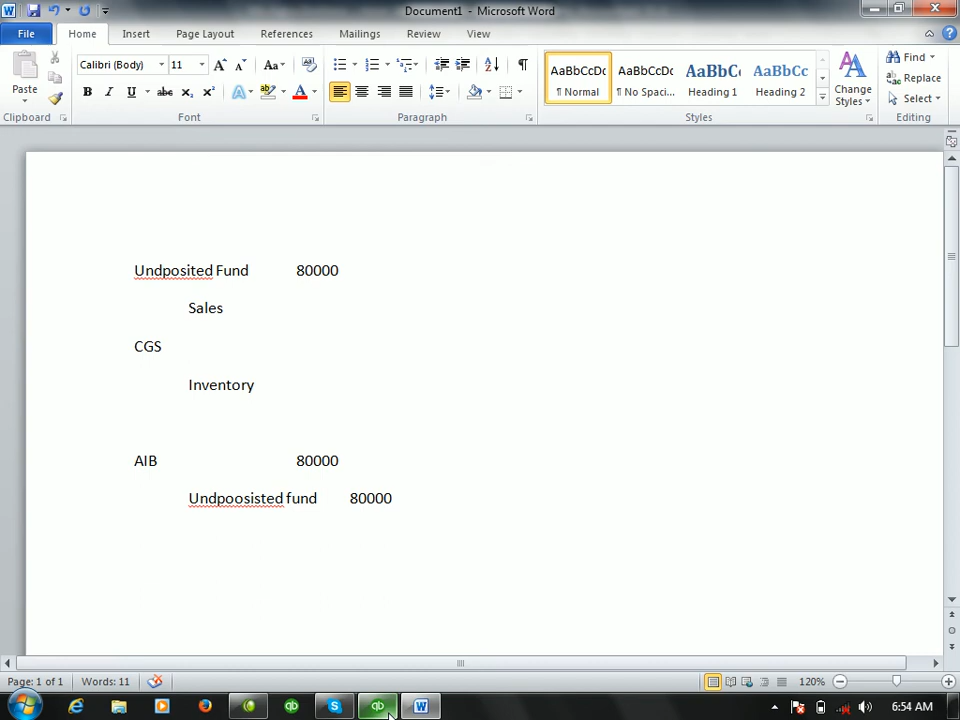 Document1 - Microsoft Word
File Home Insert Page Layout References Mailings Review View
Calibri (Body) 11
Paste
Clipboard Font Paragraph Styles Editing
AaBbCcDc AaBbCcDc AaBbCc AaBbCc
¶ Normal ¶ No Spaci... Heading 1 Heading 2
Change Styles
Find
Replace
Select
Undposited Fund 80000
Sales
CGS
Inventory
AIB 80000
Undpoosisted fund 80000
Page: 1 of 1 Words: 11 120%
6:54 AM